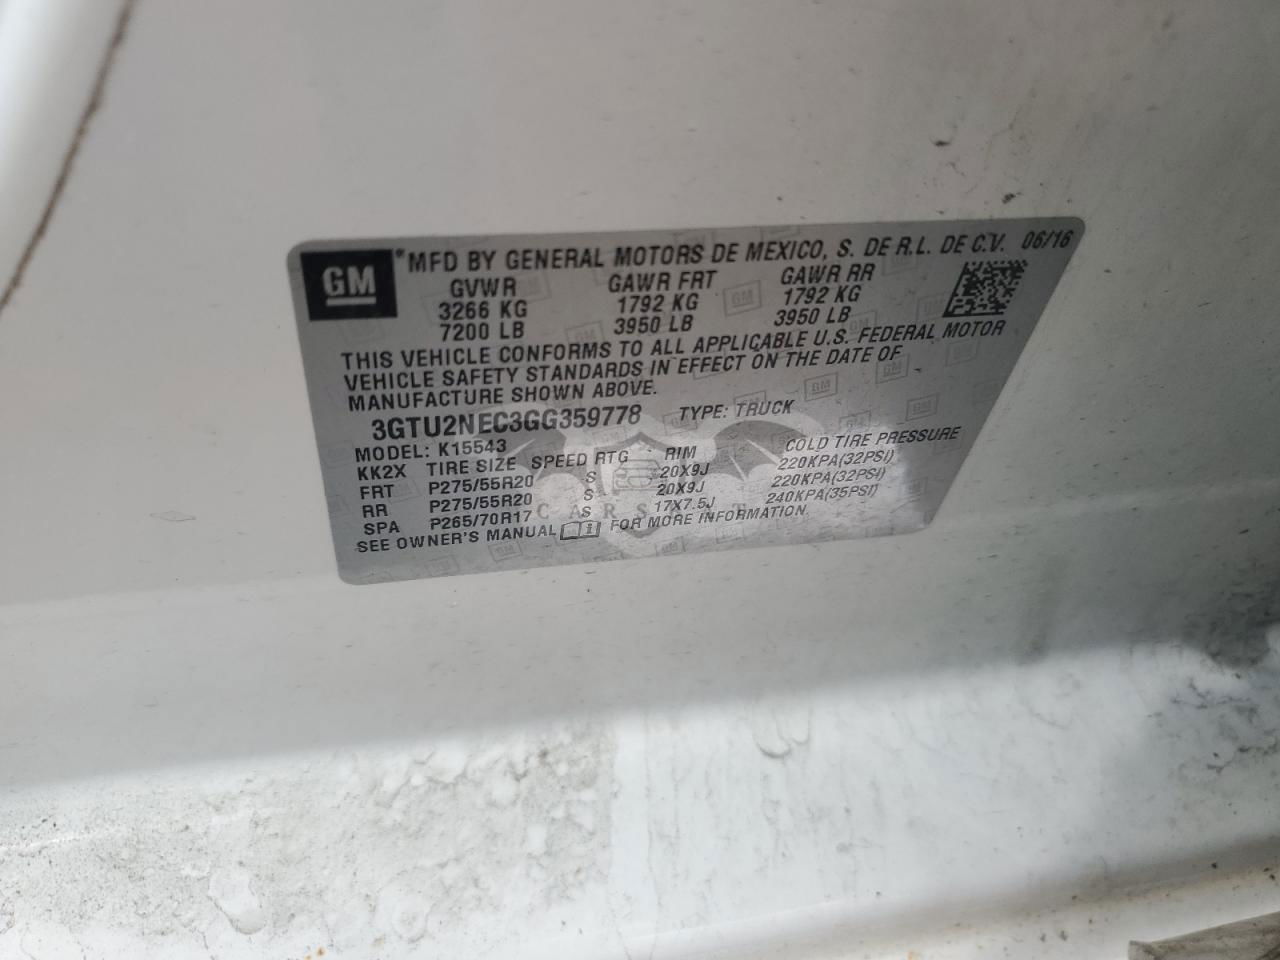 GM
*MFD BY GENERAL MOTORS DE MEXICO, S. DE R.L. DE C.V. 06/16
GVWR GAWR FRT GAWR RR
3266 KG 1792 KG 1792 KG
7200 LB 3950 LB 3950 LB
THIS VEHICLE CONFORMS TO ALL APPLICABLE U.S. FEDERAL MOTOR
VEHICLE SAFETY STANDARDS IN EFFECT ON THE DATE OF
MANUFACTURE SHOWN ABOVE.
3GTU2NEC3GG359778 TYPE: TRUCK
MODEL: K15543
KK2X TIRE SIZE SPEED RTG RIM COLD TIRE PRESSURE
FRT P275/55R20 S 20X9J 220KPA(32PSI)
RR P275/55R20 S 20X9J 220KPA(32PSI)
SPA P265/70R17 S 17X7.5J 240KPA(35PSI)
SEE OWNER'S MANUAL FOR MORE INFORMATION.